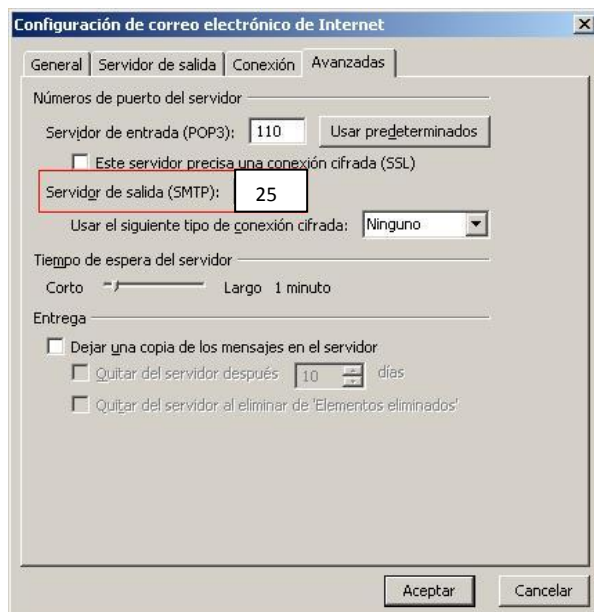 Configuración de correo electrónico de Internet
General Servidor de salida Conexión Avanzadas
Números de puerto del servidor
Servidor de entrada (POP3): 110 Usar predeterminados
Este servidor precisa una conexión cifrada (SSL)
Servidor de salida (SMTP): 25
Usar el siguiente tipo de conexión cifrada: Ninguno
Tiempo de espera del servidor
Corto Largo 1 minuto
Entrega
Dejar una copia de los mensajes en el servidor
Quitar del servidor después 10 días
Quitar del servidor al eliminar de 'Elementos eliminados'
Aceptar Cancelar